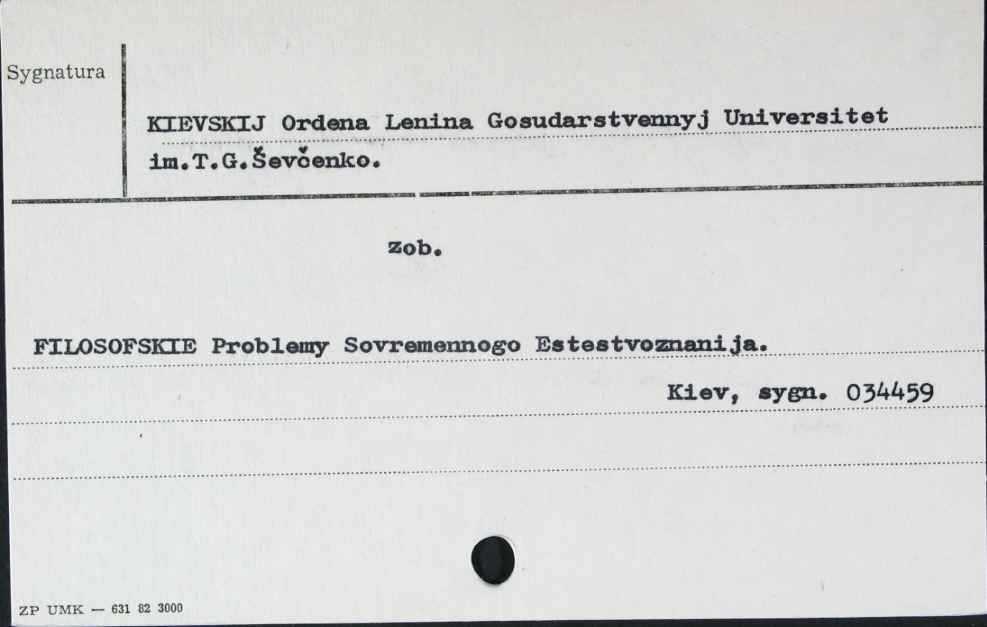 Sygnatura
KIEVSKIJ Ordena Lenina Gosudarstvennyj Universitet
im.T.G.Ševčenko.
zob.
FILOSOFSKIE Problemy Sovremennogo Estestvoznanija.
Kiev, sygn. 034459
ZP UMK — 631 82 3000